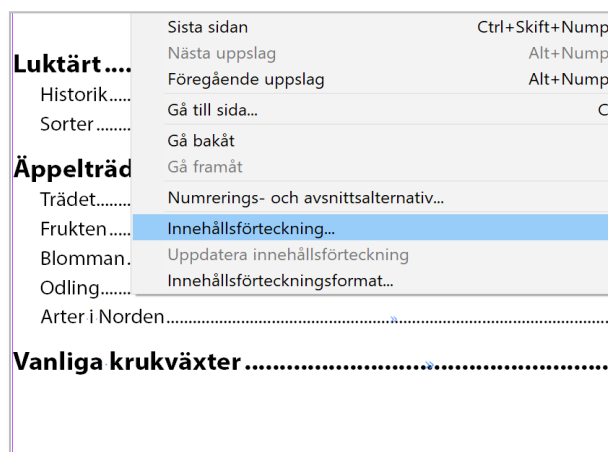 Sista sidan Ctrl+Skift+Nump
Nästa uppslag Alt+Nump
Föregående uppslag Alt+Nump
Gå till sida... C
Gå bakåt
Gå framåt
Numrerings- och avsnittsalternativ...
Innehållsförteckning...
Uppdatera innehållsförteckning
Innehållsförteckningsformat...
Luktärt....
Historik.....
Sorter........
Äppelträd
Trädet........
Frukten.....
Blomman.
Odling.......
Arter i Norden....................................................»....................................................
Vanliga krukväxter..........................»..........................